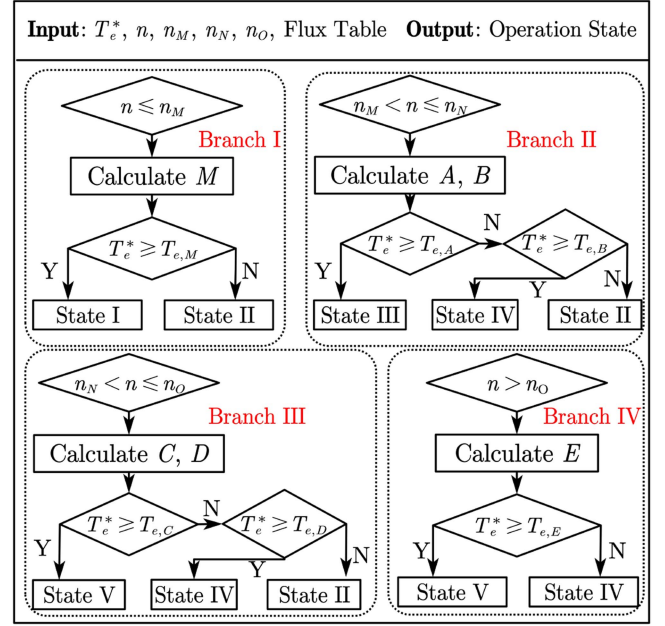 Input: T_e^*, n, n_M, n_N, n_O, Flux Table Output: Operation State
n ⩽ n_M
Branch I
Calculate M
T_e^* ⩾ T_{e,M}
Y
N
State I
State II
n_M < n ⩽ n_N
Branch II
Calculate A, B
T_e^* ⩾ T_{e,A}
N
T_e^* ⩾ T_{e,B}
Y
Y
N
State III
State IV
State II
n_N < n ⩽ n_O
Branch III
Calculate C, D
T_e^* ⩾ T_{e,C}
N
T_e^* ⩾ T_{e,D}
Y
Y
N
State V
State IV
State II
n > n_O
Branch IV
Calculate E
T_e^* ⩾ T_{e,E}
Y
N
State V
State IV